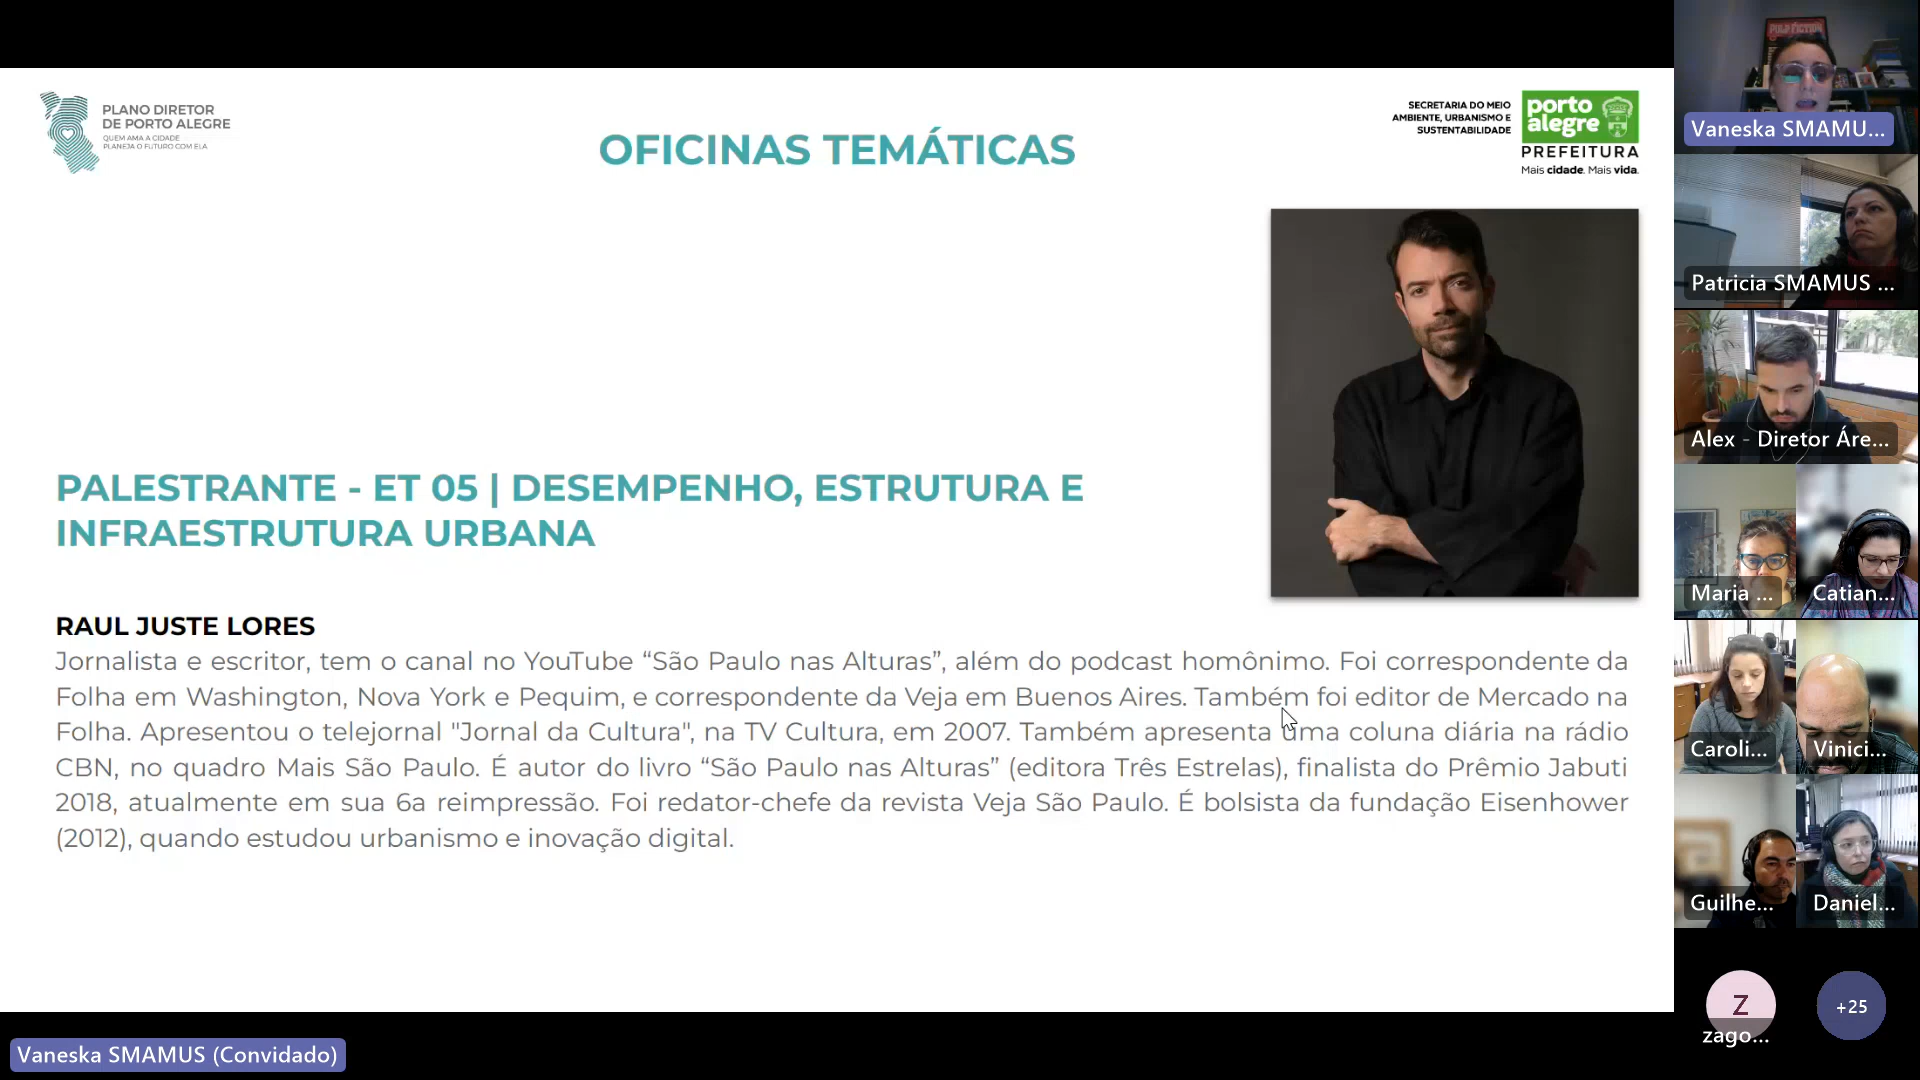 PLANO DIRETOR
DE PORTO ALEGRE
QUEM AMA A CIDADE
PLANEJA O FUTURO COM ELA
OFICINAS TEMÁTICAS
SECRETARIA DO MEIO
AMBIENTE, URBANISMO E
SUSTENTABILIDADE
porto
alegre
PREFEITURA
Mais cidade. Mais vida.
PALESTRANTE - ET 05 | DESEMPENHO, ESTRUTURA E
INFRAESTRUTURA URBANA
RAUL JUSTE LORES
Jornalista e escritor, tem o canal no YouTube “São Paulo nas Alturas”, além do podcast homônimo. Foi correspondente da
Folha em Washington, Nova York e Pequim, e correspondente da Veja em Buenos Aires. Também foi editor de Mercado na
Folha. Apresentou o telejornal "Jornal da Cultura", na TV Cultura, em 2007. Também apresenta uma coluna diária na rádio
CBN, no quadro Mais São Paulo. É autor do livro “São Paulo nas Alturas” (editora Três Estrelas), finalista do Prêmio Jabuti
2018, atualmente em sua 6a reimpressão. Foi redator-chefe da revista Veja São Paulo. É bolsista da fundação Eisenhower
(2012), quando estudou urbanismo e inovação digital.
Vaneska SMAMUS (Convidado)
PULP FICTION
Vaneska SMAMU...
Patricia SMAMUS ...
Alex - Diretor Áre...
Maria ...
Catian...
Caroli...
Vinici...
Guilhe...
Daniel...
Z
zago...
+25